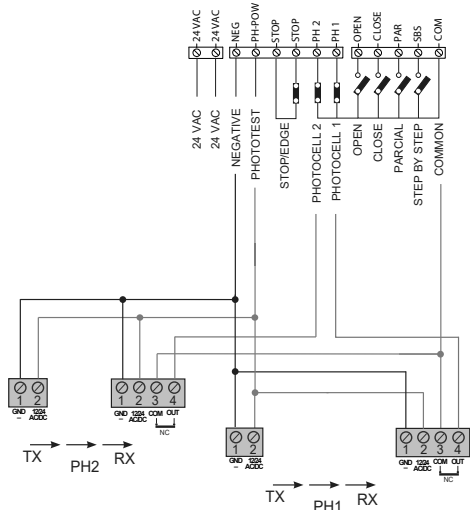 24 VAC
24 VAC
NEG
PH-POW
STOP
STOP
PH 2
PH 1
OPEN
CLOSE
PAR
SBS
COM
24 VAC
24 VAC
NEGATIVE
PHOTOTEST
STOP/EDGE
PHOTOCELL 2
PHOTOCELL 1
OPEN
CLOSE
PARCIAL
STEP BY STEP
COMMON
1 2
GND 12/24
– AC/DC
1 2 3 4
GND 12/24 COM OUT
– AC/DC
NC
TX PH2 RX
1 2
GND 12/24
– AC/DC
1 2 3 4
GND 12/24 COM OUT
– AC/DC
NC
TX PH1 RX